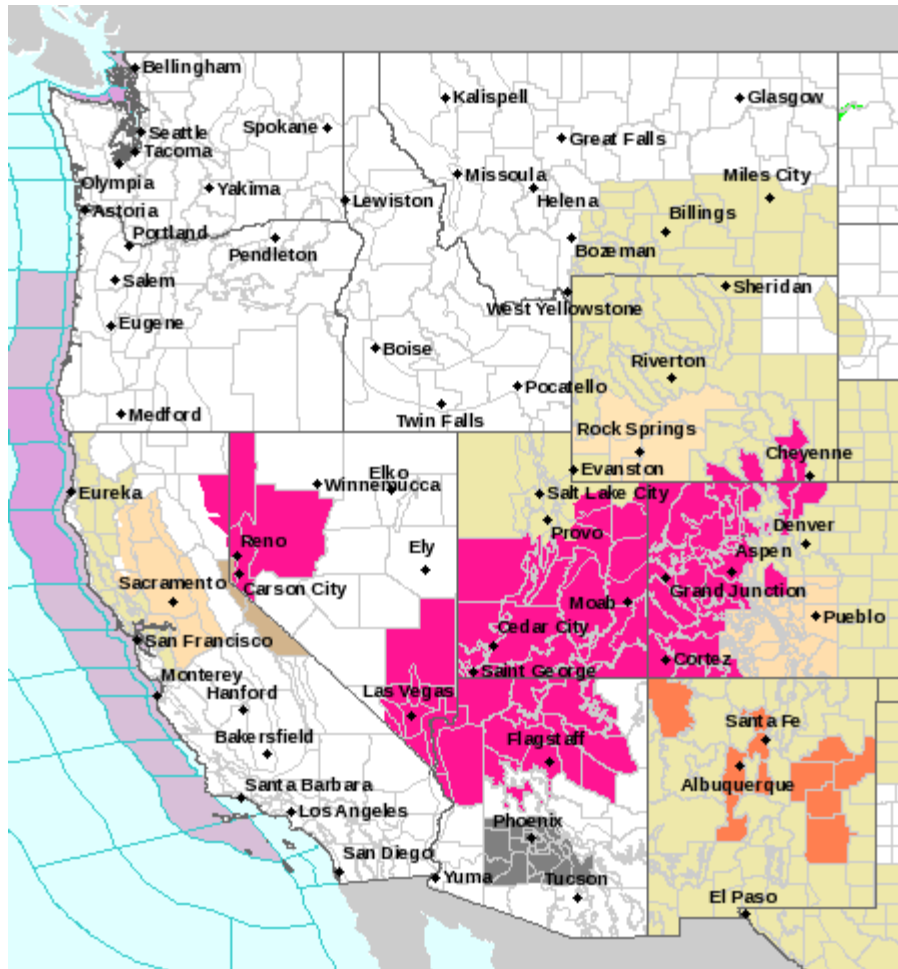 Bellingham
Kalispell
Glasgow
Seattle
Spokane
Great Falls
Tacoma
Olympia
Missoula
Yakima
Helena
Miles City
Lewiston
Astoria
Billings
Portland
Pendleton
Bozeman
Salem
Sheridan
West Yellowstone
Eugene
Boise
Riverton
Pocatello
Medford
Twin Falls
Rock Springs
Cheyenne
Elko
Evanston
Winnemucca
Eureka
Salt Lake City
Provo
Denver
Reno
Ely
Aspen
Sacramento
Carson City
Grand Junction
Moab
Pueblo
Cedar City
San Francisco
Cortez
Saint George
Monterey
Hanford
Las Vegas
Santa Fe
Bakersfield
Flagstaff
Albuquerque
Santa Barbara
Los Angeles
Phoenix
San Diego
Yuma
Tucson
El Paso